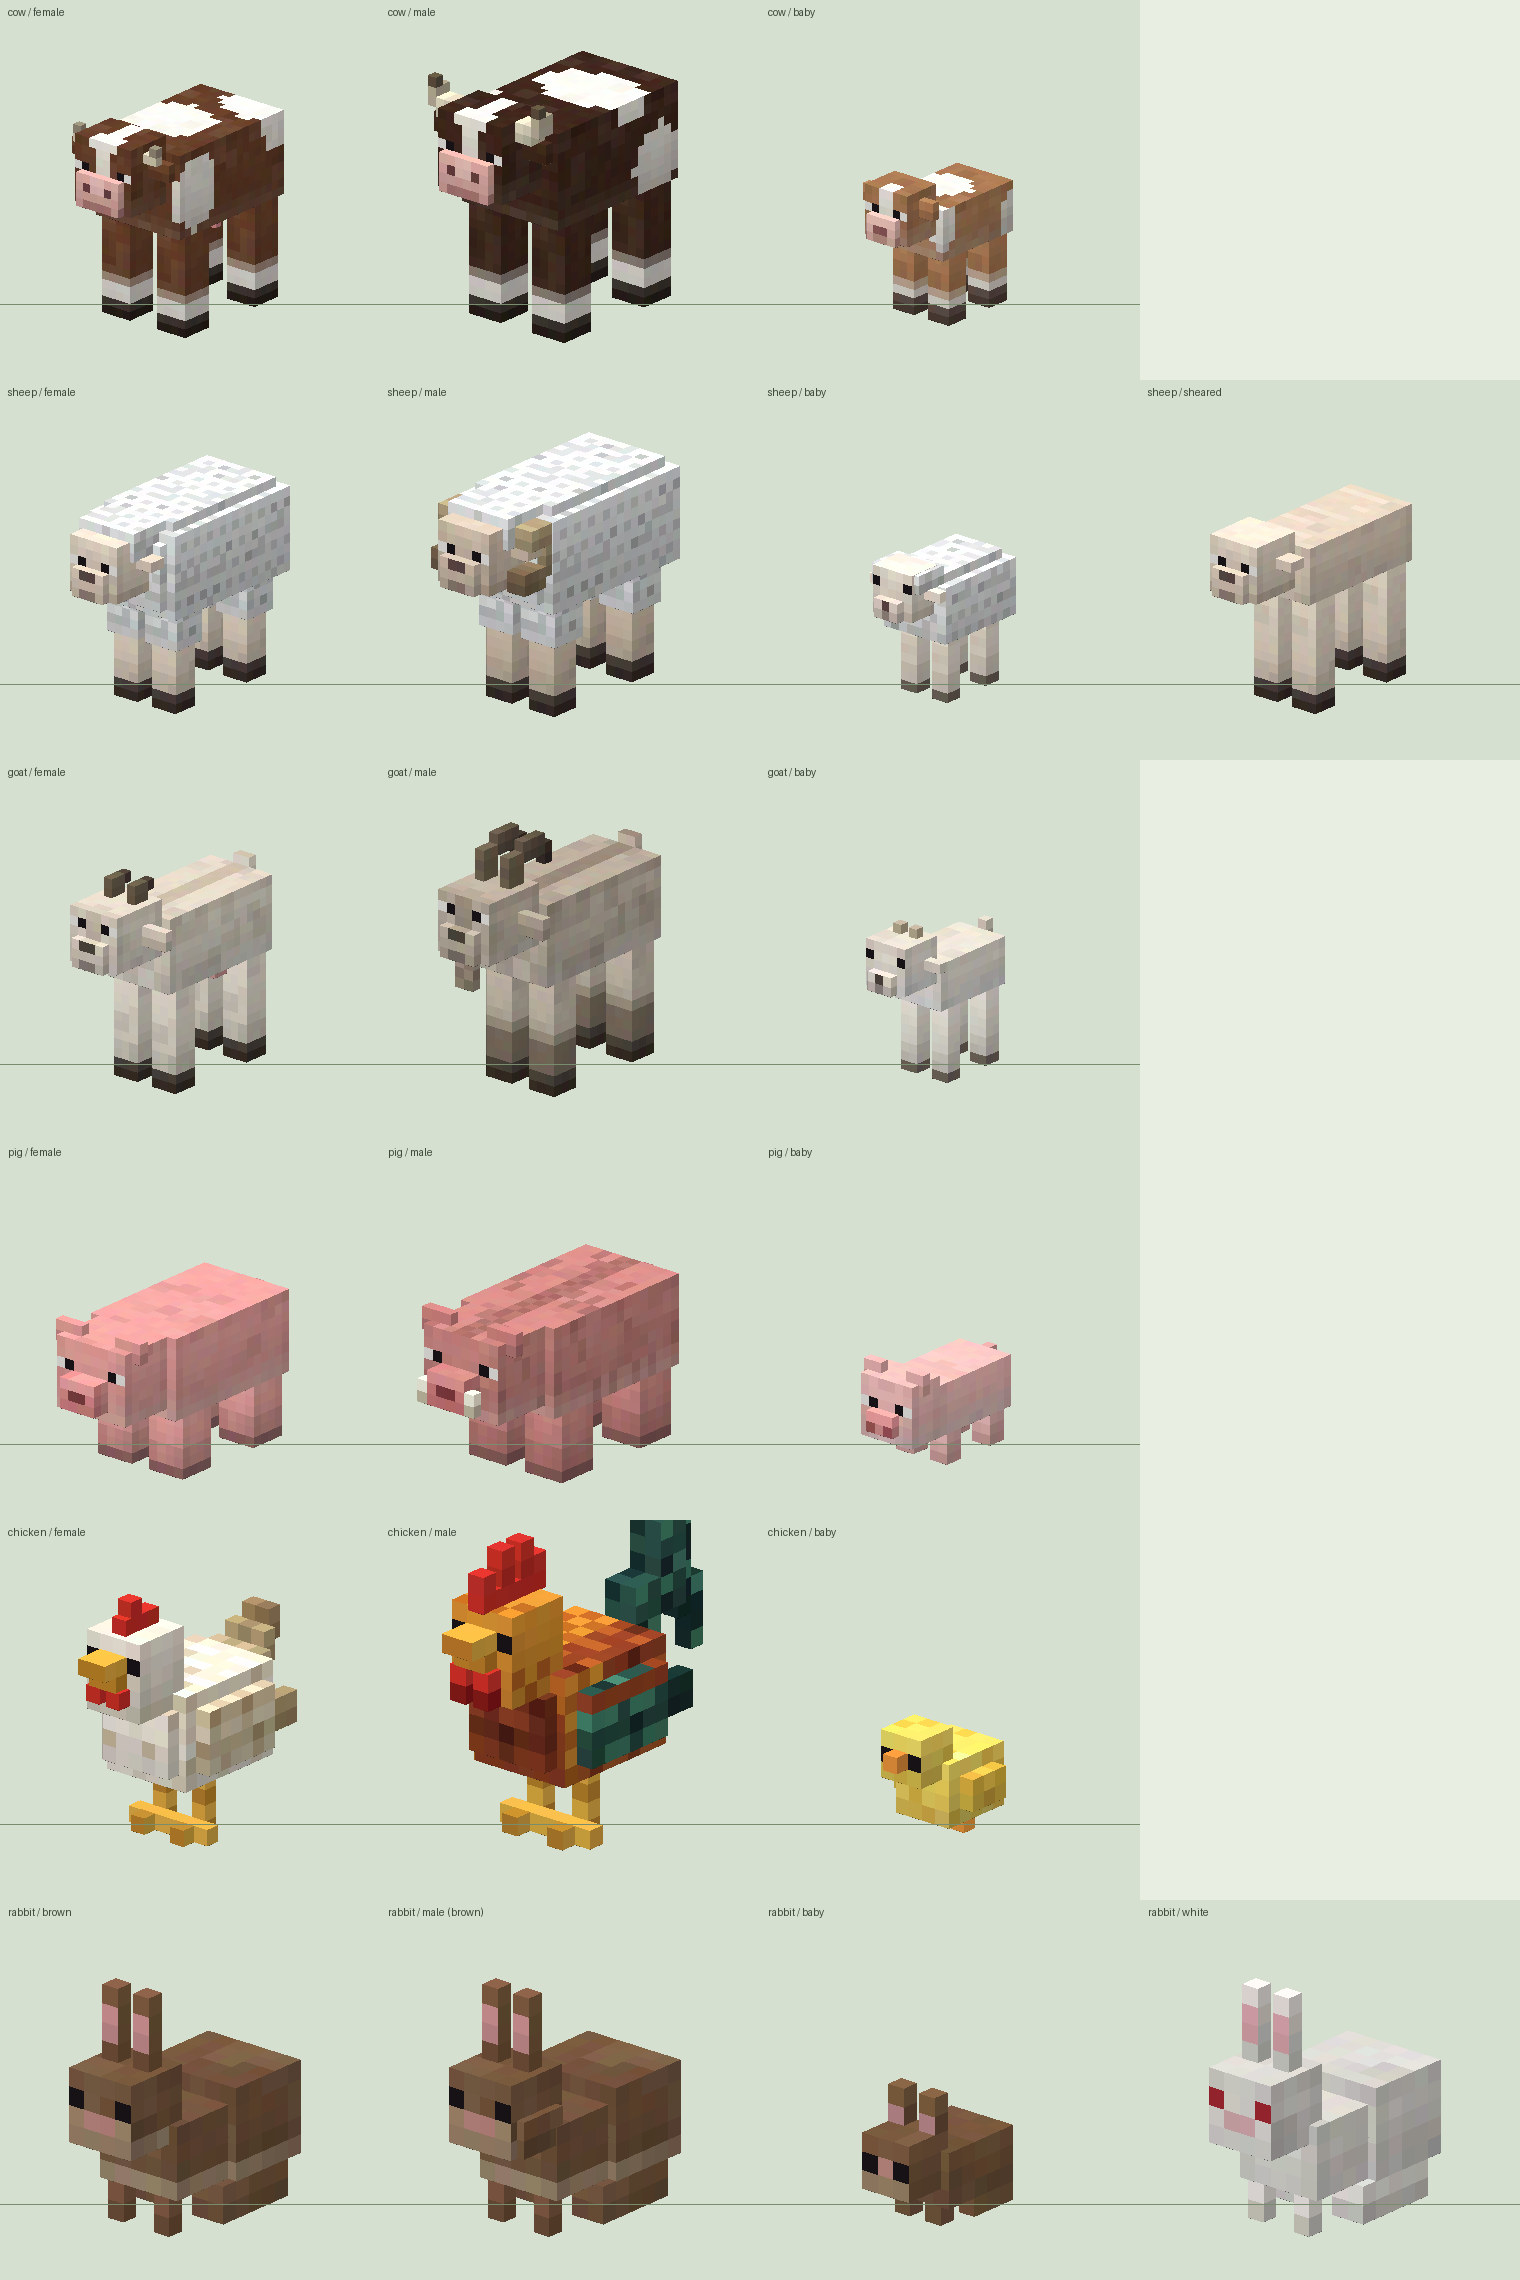 cow / female
cow / male
cow / baby
sheep / female
sheep / male
sheep / baby
sheep / sheared
goat / female
goat / male
goat / baby
pig / female
pig / male
pig / baby
chicken / female
chicken / male
chicken / baby
rabbit / brown
rabbit / male (brown)
rabbit / baby
rabbit / white